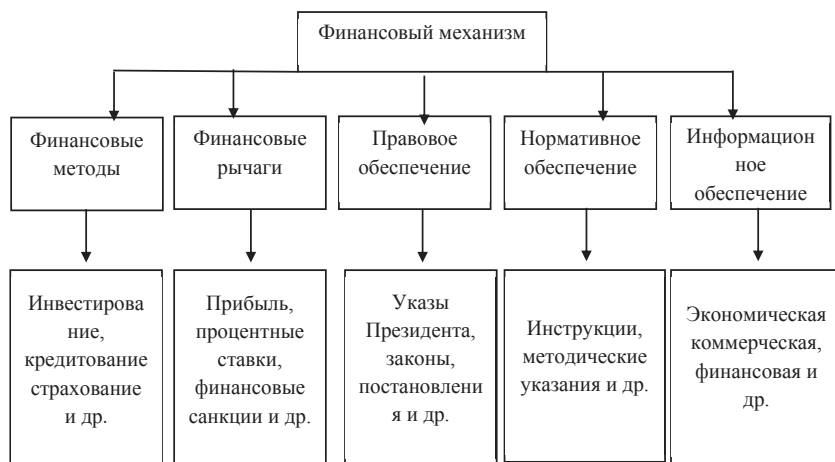 Финансовый механизм
Финансовые
методы
Финансовые
рычаги
Правовое
обеспечение
Нормативное
обеспечение
Информацион
ное
обеспечение
Инвестирова
ние,
кредитование
страхование
и др.
Прибыль,
процентные
ставки,
финансовые
санкции и др.
Указы
Президента,
законы,
постановлени
я и др.
Инструкции,
методические
указания и др.
Экономическая
коммерческая,
финансовая и
др.